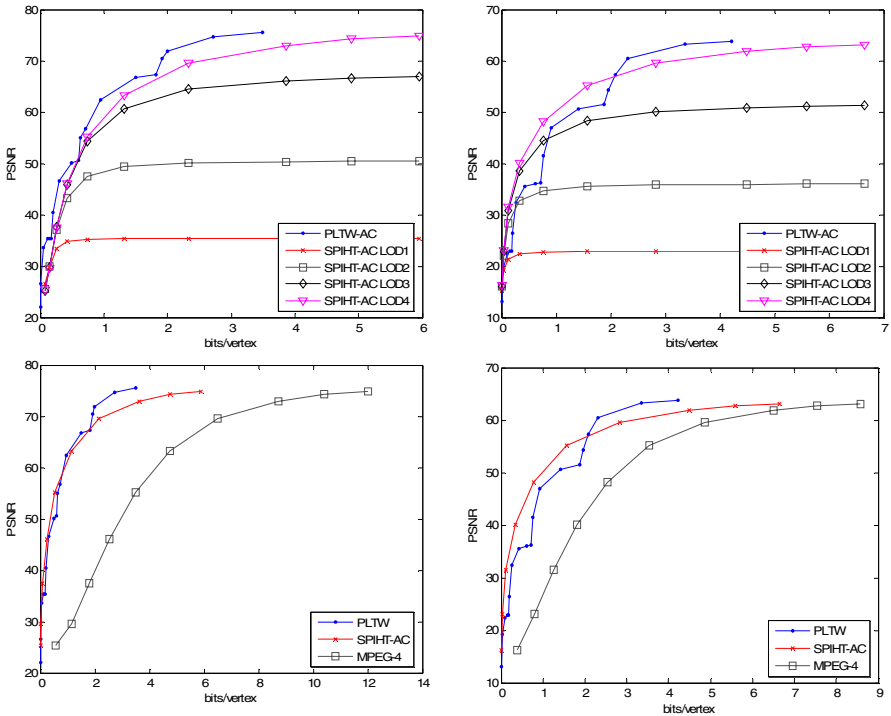 80
70
60
50
40
30
20
PSNR
0
1
2
3
4
5
6
bits/vertex
PLTW-AC
SPIHT-AC LOD1
SPIHT-AC LOD2
SPIHT-AC LOD3
SPIHT-AC LOD4
70
60
50
40
30
20
10
PSNR
0
1
2
3
4
5
6
7
bits/vertex
PLTW-AC
SPIHT-AC LOD1
SPIHT-AC LOD2
SPIHT-AC LOD3
SPIHT-AC LOD4
80
70
60
50
40
30
20
PSNR
0
2
4
6
8
10
12
14
bits/vertex
PLTW
SPIHT-AC
MPEG-4
70
60
50
40
30
20
10
PSNR
0
1
2
3
4
5
6
7
8
9
bits/vertex
PLTW
SPIHT-AC
MPEG-4